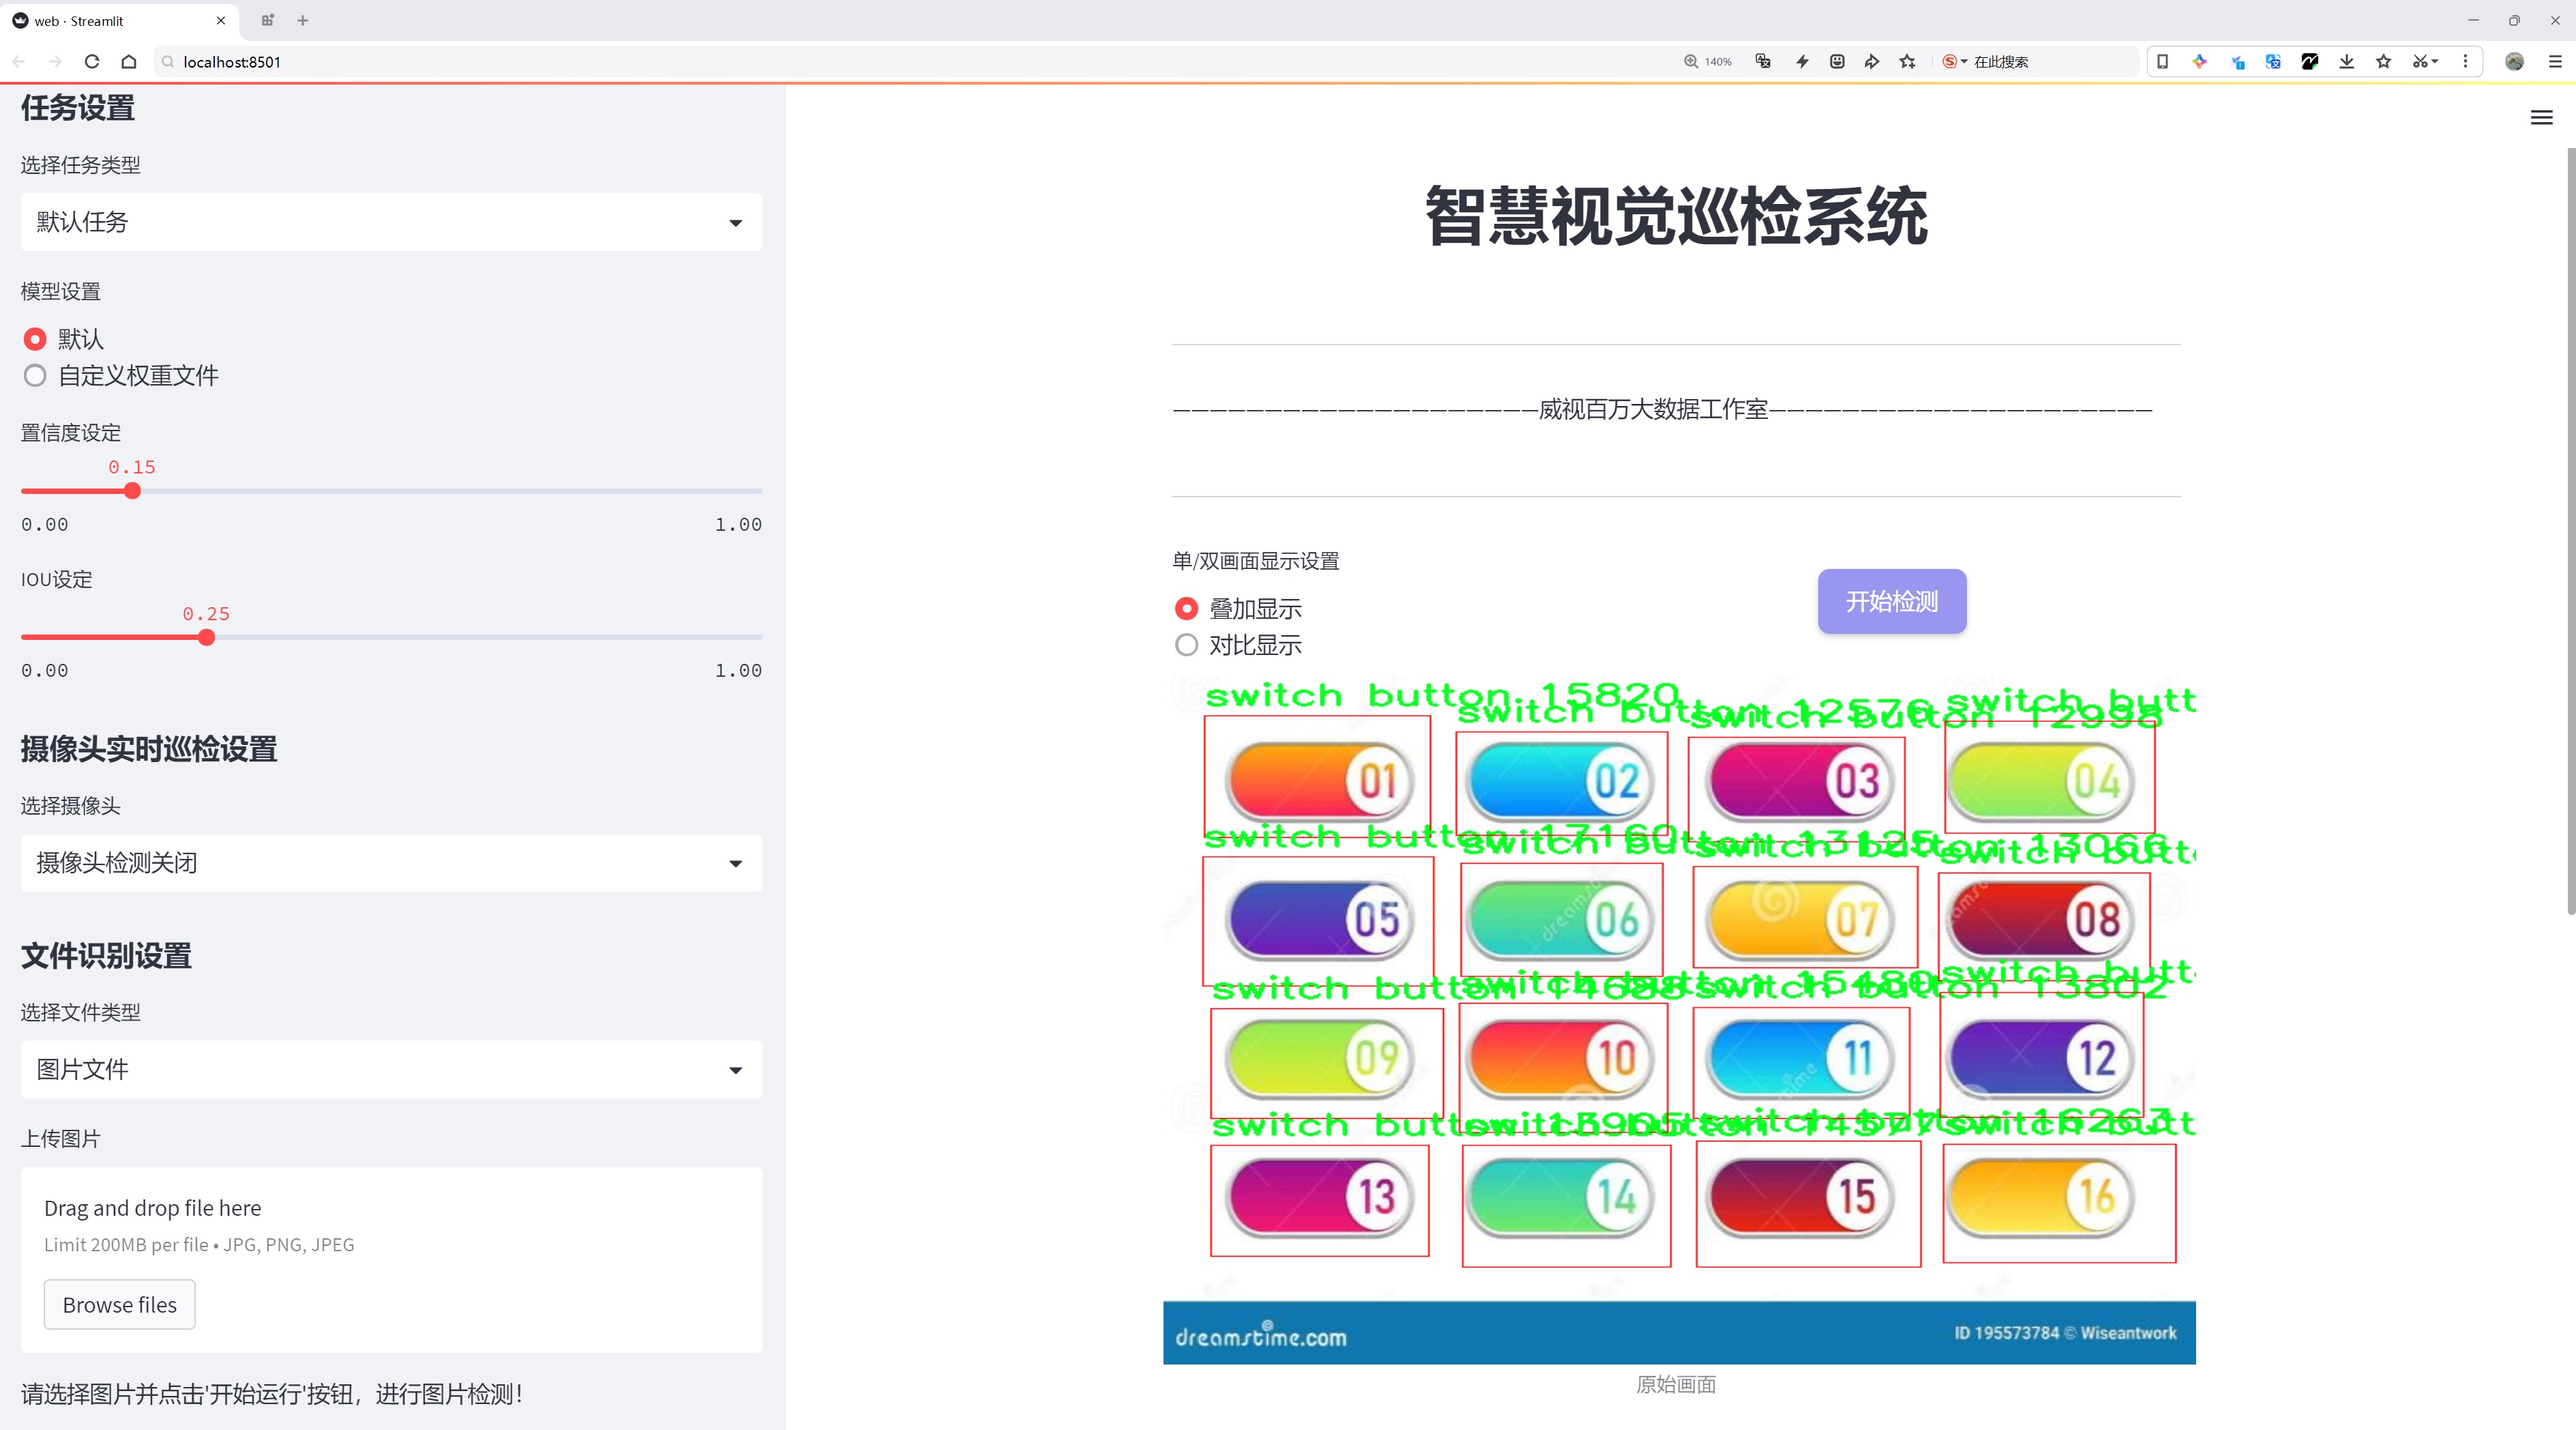 web · Streamlit
localhost:8501
140%
在此搜索
任务设置
选择任务类型
默认任务
模型设置
默认
自定义权重文件
置信度设定
0.15
0.00 1.00
IOU设定
0.25
0.00 1.00
摄像头实时巡检设置
选择摄像头
摄像头检测关闭
文件识别设置
选择文件类型
图片文件
上传图片
Drag and drop file here
Limit 200MB per file • JPG, PNG, JPEG
Browse files
请选择图片并点击'开始运行'按钮，进行图片检测！
智慧视觉巡检系统
威视百万大数据工作室
单/双画面显示设置
叠加显示
对比显示
开始检测
switch button 15820
switch button 12576
switch button 12998
switch butt
01
02
03
04
switch button 17160
switch button 13125
switch button 13066
switch butt
05
06
07
08
switch button 14688
switch button 15480
switch button 13802
switch butt
09
10
11
12
switch button 15905
switch button 14577
switch button
switch butt
13
14
15
16
dreamstime.com
ID 195573784 © Wiseantwork
原始画面